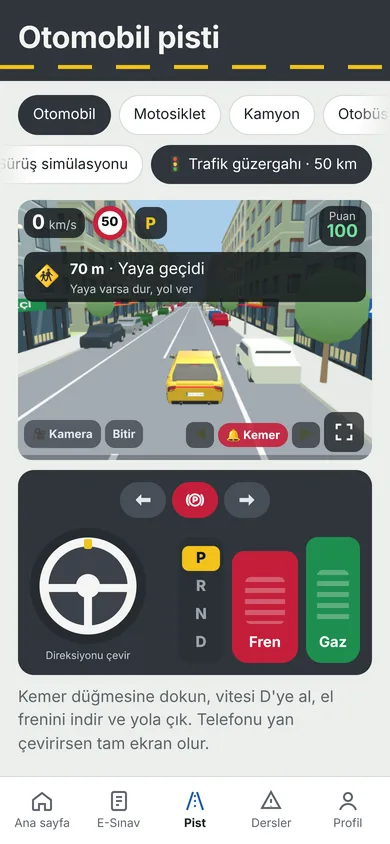 Otomobil pisti
Otomobil
Motosiklet
Kamyon
Otobüs
Sürüş simülasyonu
Trafik güzergahı · 50 km
0 km/s
50
P
Puan
100
70 m · Yaya geçidi
Yaya varsa dur, yol ver
Kamera
Bitir
Kemer
P
R
N
D
Fren
Gaz
Direksiyonu çevir
Kemer düğmesine dokun, vitesi D'ye al, el
frenini indir ve yola çık. Telefonu yan
çevirirsen tam ekran olur.
Ana sayfa
E-Sınav
Pist
Dersler
Profil